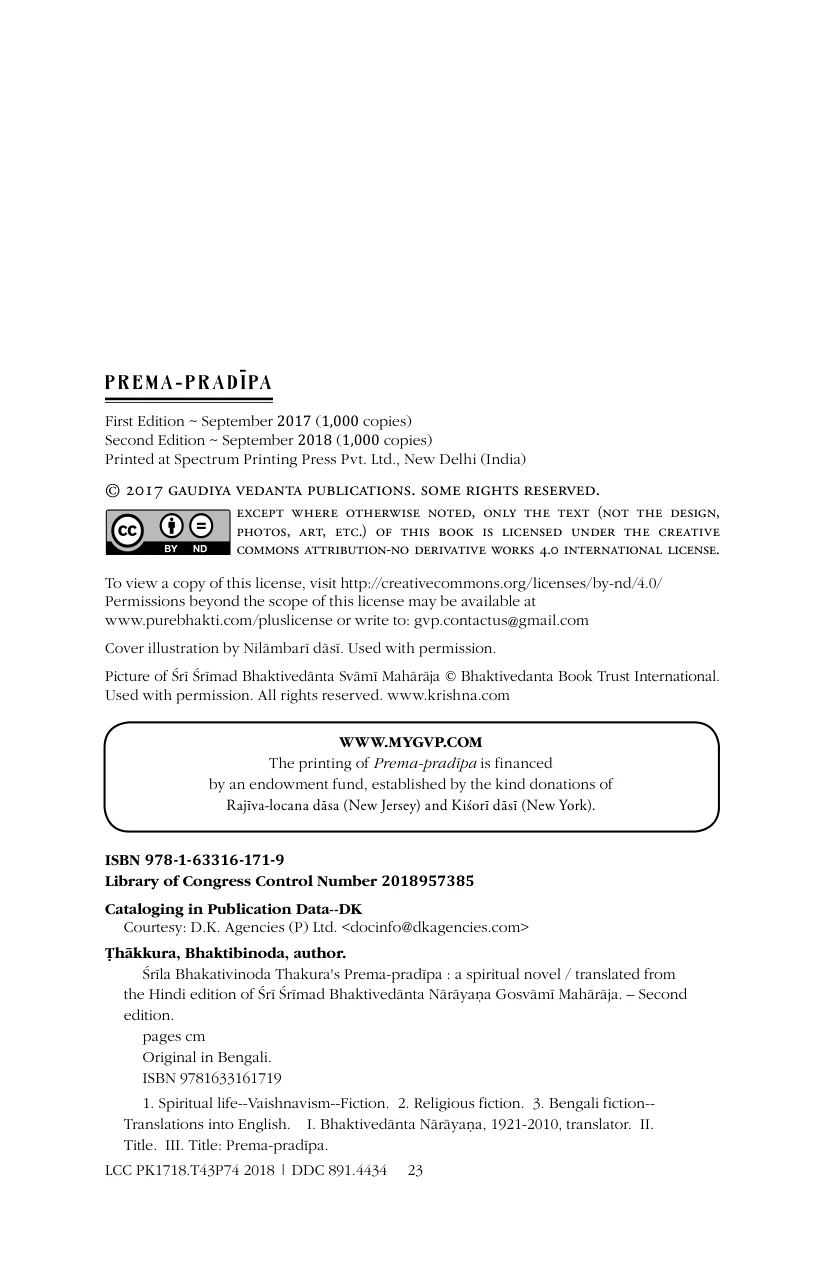 PREMA-PRADĪPA
First Edition ~ September 2017 (1,000 copies)
Second Edition ~ September 2018 (1,000 copies)
Printed at Spectrum Printing Press Pvt. Ltd., New Delhi (India)
© 2017 GAUDIYA VEDANTA PUBLICATIONS. SOME RIGHTS RESERVED.
EXCEPT WHERE OTHERWISE NOTED, ONLY THE TEXT (NOT THE DESIGN,
PHOTOS, ART, ETC.) OF THIS BOOK IS LICENSED UNDER THE CREATIVE
COMMONS ATTRIBUTION-NO DERIVATIVE WORKS 4.0 INTERNATIONAL LICENSE.
cc BY ND
To view a copy of this license, visit http://creativecommons.org/licenses/by-nd/4.0/
Permissions beyond the scope of this license may be available at
www.purebhakti.com/pluslicense or write to: gvp.contactus@gmail.com
Cover illustration by Nilāmbarī dāsī. Used with permission.
Picture of Śrī Śrīmad Bhaktivedānta Svāmī Mahārāja © Bhaktivedanta Book Trust International.
Used with permission. All rights reserved. www.krishna.com
WWW.MYGVP.COM
The printing of Prema-pradīpa is financed
by an endowment fund, established by the kind donations of
Rajīva-locana dāsa (New Jersey) and Kiśorī dāsī (New York).
ISBN 978-1-63316-171-9
Library of Congress Control Number 2018957385
Cataloging in Publication Data--DK
Courtesy: D.K. Agencies (P) Ltd. <docinfo@dkagencies.com>
Ṭhākkura, Bhaktibinoda, author.
Śrīla Bhakativinoda Thakura's Prema-pradīpa : a spiritual novel / translated from
the Hindi edition of Śrī Śrīmad Bhaktivedānta Nārāyaṇa Gosvāmī Mahārāja. – Second
edition.
pages cm
Original in Bengali.
ISBN 9781633161719
1. Spiritual life--Vaishnavism--Fiction. 2. Religious fiction. 3. Bengali fiction--
Translations into English. I. Bhaktivedānta Nārāyaṇa, 1921-2010, translator. II.
Title. III. Title: Prema-pradīpa.
LCC PK1718.T43P74 2018 | DDC 891.4434 23